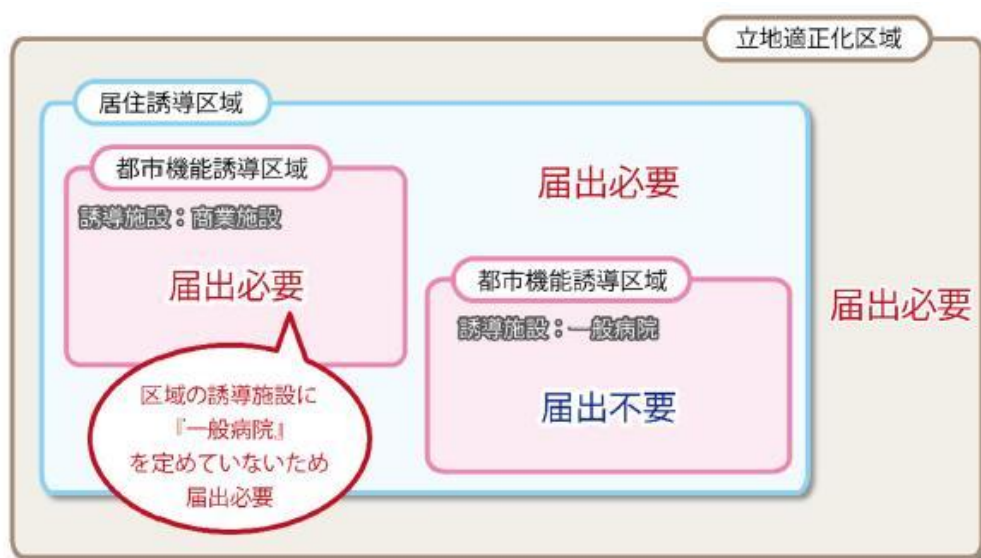 立地適正化区域
居住誘導区域
都市機能誘導区域
誘導施設：商業施設
届出必要
区域の誘導施設に
『一般病院』
を定めていないため
届出必要
届出必要
都市機能誘導区域
誘導施設：一般病院
届出不要
届出必要